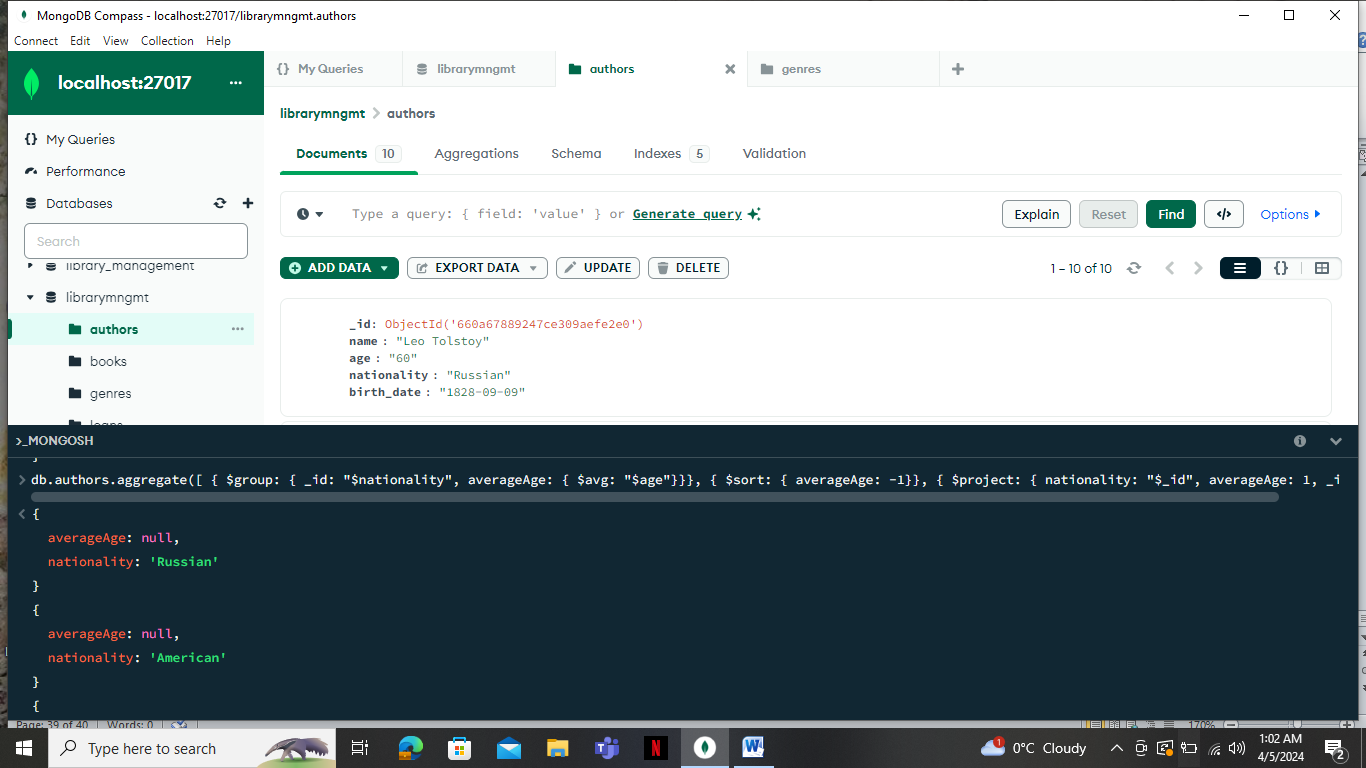 MongoDB Compass - localhost:27017/librarymngmt.authors
Connect Edit View Collection Help
localhost:27017 ...
{} My Queries
librarymngmt
authors
genres
librarymngmt > authors
My Queries
Performance
Databases
Search
library_management
librarymngmt
authors
books
genres
loans
Documents 10 Aggregations Schema Indexes 5 Validation
Type a query: { field: 'value' } or Generate query
Explain Reset Find </> Options
ADD DATA EXPORT DATA UPDATE DELETE
1 – 10 of 10
{}
_id: ObjectId('660a67889247ce309aefe2e0')
name : "Leo Tolstoy"
age : "60"
nationality : "Russian"
birth_date : "1828-09-09"
>_MONGOSH
}
> db.authors.aggregate([ { $group: { _id: "$nationality", averageAge: { $avg: "$age"}}}, { $sort: { averageAge: -1}}, { $project: { nationality: "$_id", averageAge: 1, _i
< {
averageAge: null,
nationality: 'Russian'
}
{
averageAge: null,
nationality: 'American'
}
{
Page: 39 of 40 Words: 0 170%
Type here to search
1 0°C Cloudy
1:02 AM
4/5/2024
2